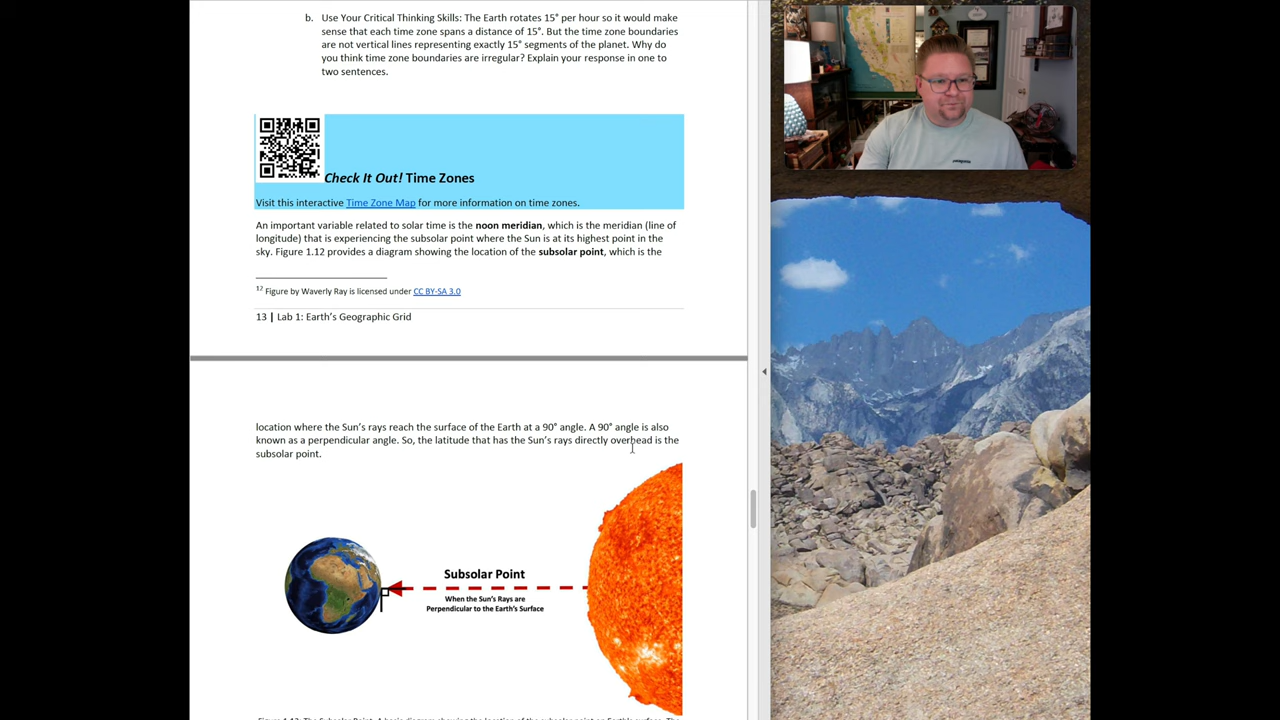 b. Use Your Critical Thinking Skills: The Earth rotates 15° per hour so it would make
sense that each time zone spans a distance of 15°. But the time zone boundaries
are not vertical lines representing exactly 15° segments of the planet. Why do
you think time zone boundaries are irregular? Explain your response in one to
two sentences.
Check It Out! Time Zones
Visit this interactive Time Zone Map for more information on time zones.
An important variable related to solar time is the noon meridian, which is the meridian (line of
longitude) that is experiencing the subsolar point where the Sun is at its highest point in the
sky. Figure 1.12 provides a diagram showing the location of the subsolar point, which is the
12 Figure by Waverly Ray is licensed under CC BY-SA 3.0
13 | Lab 1: Earth's Geographic Grid
location where the Sun's rays reach the surface of the Earth at a 90° angle. A 90° angle is also
known as a perpendicular angle. So, the latitude that has the Sun's rays directly overhead is the
subsolar point.
Subsolar Point
When the Sun's Rays are
Perpendicular to the Earth's Surface